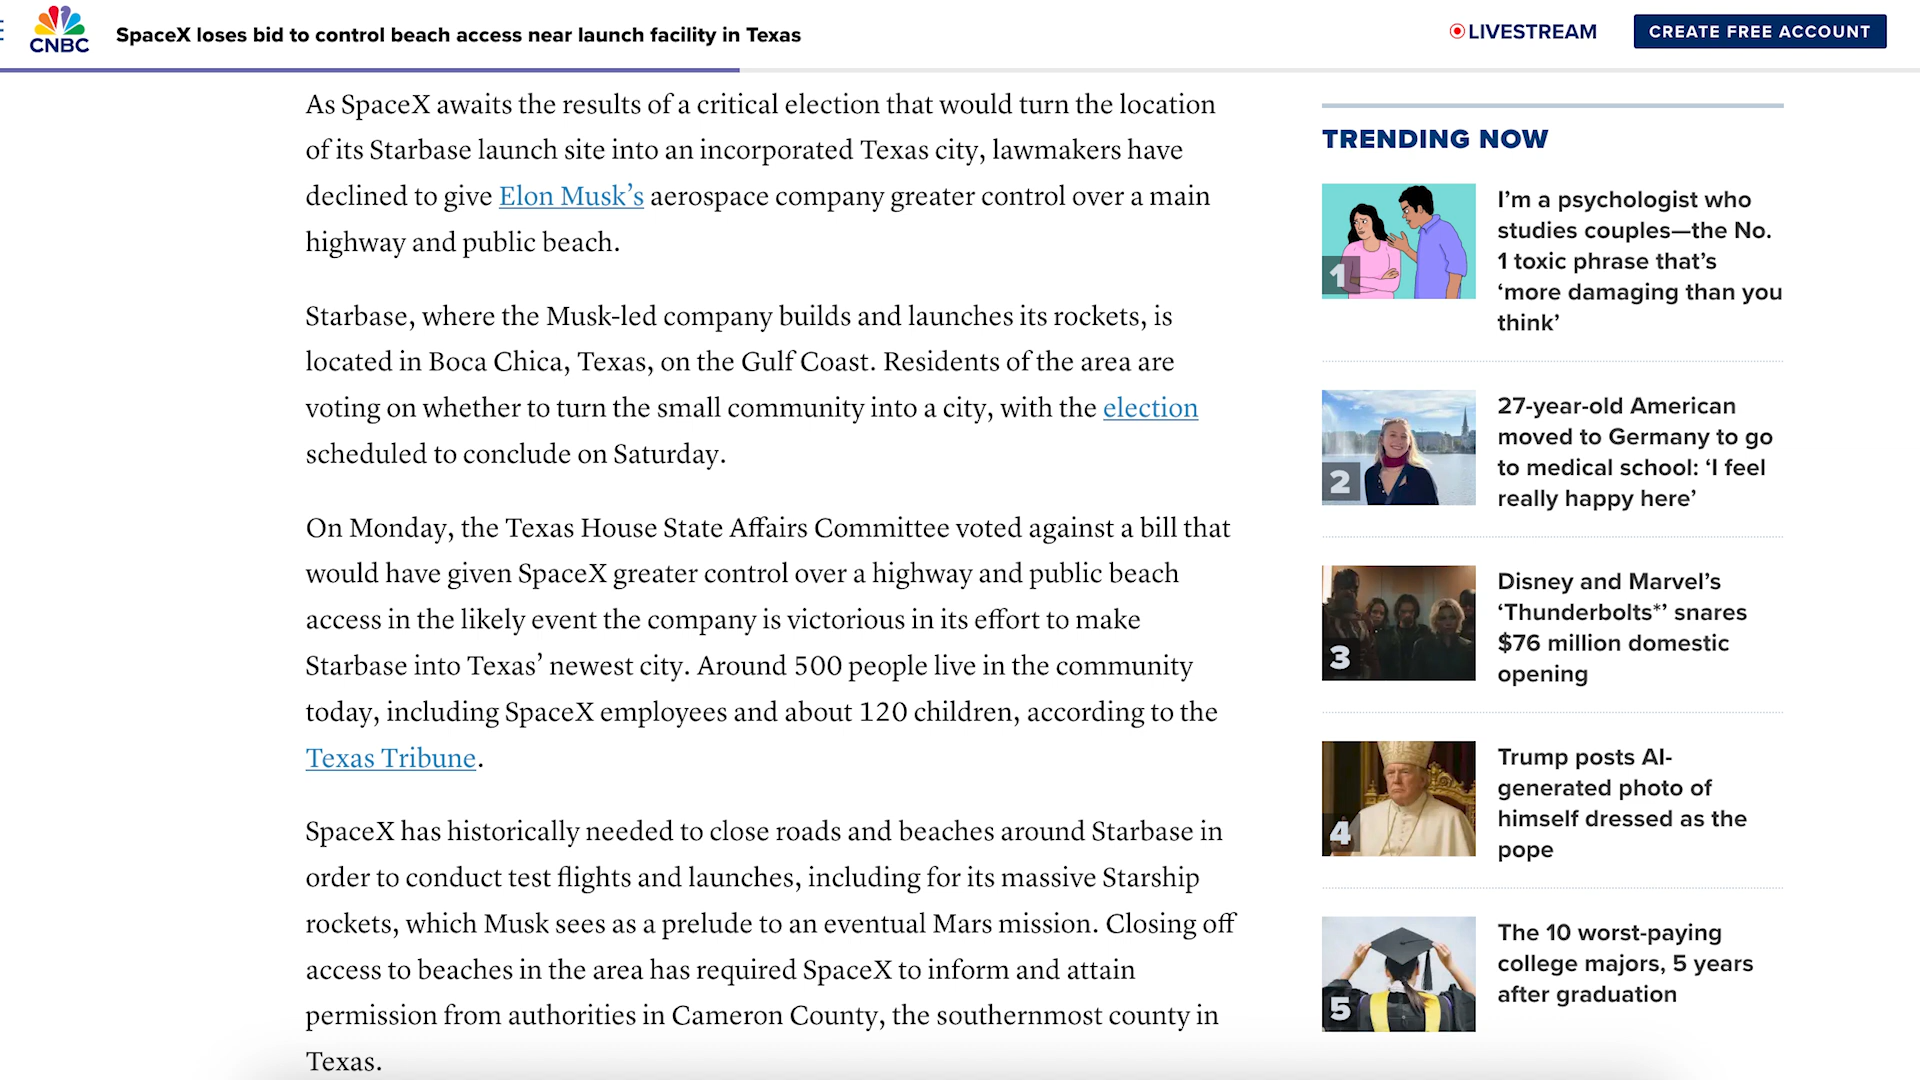 CNBC
SpaceX loses bid to control beach access near launch facility in Texas
LIVESTREAM
CREATE FREE ACCOUNT
As SpaceX awaits the results of a critical election that would turn the location
of its Starbase launch site into an incorporated Texas city, lawmakers have
declined to give Elon Musk’s aerospace company greater control over a main
highway and public beach.
Starbase, where the Musk-led company builds and launches its rockets, is
located in Boca Chica, Texas, on the Gulf Coast. Residents of the area are
voting on whether to turn the small community into a city, with the election
scheduled to conclude on Saturday.
On Monday, the Texas House State Affairs Committee voted against a bill that
would have given SpaceX greater control over a highway and public beach
access in the likely event the company is victorious in its effort to make
Starbase into Texas’ newest city. Around 500 people live in the community
today, including SpaceX employees and about 120 children, according to the
Texas Tribune.
SpaceX has historically needed to close roads and beaches around Starbase in
order to conduct test flights and launches, including for its massive Starship
rockets, which Musk sees as a prelude to an eventual Mars mission. Closing off
access to beaches in the area has required SpaceX to inform and attain
permission from authorities in Cameron County, the southernmost county in
Texas.
TRENDING NOW
1
I’m a psychologist who
studies couples—the No.
1 toxic phrase that’s
‘more damaging than you
think’
2
27-year-old American
moved to Germany to go
to medical school: ‘I feel
really happy here’
3
Disney and Marvel’s
‘Thunderbolts*’ snares
$76 million domestic
opening
4
Trump posts AI-
generated photo of
himself dressed as the
pope
5
The 10 worst-paying
college majors, 5 years
after graduation